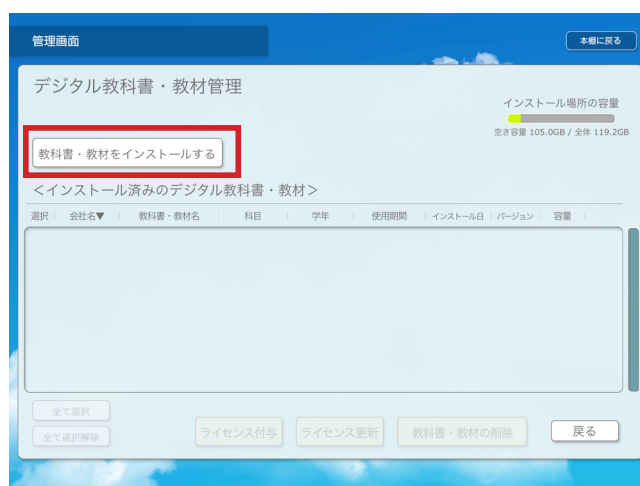 管理画面
本棚に戻る
デジタル教科書・教材管理
インストール場所の容量
空き容量 105.0GB / 全体 119.2GB
教科書・教材をインストールする
＜インストール済みのデジタル教科書・教材＞
選択 会社名▼ 教科書・教材名 科目 学年 使用期間 インストール日 バージョン 容量
全て選択
全て選択解除
ライセンス付与 ライセンス更新 教科書・教材の削除 戻る